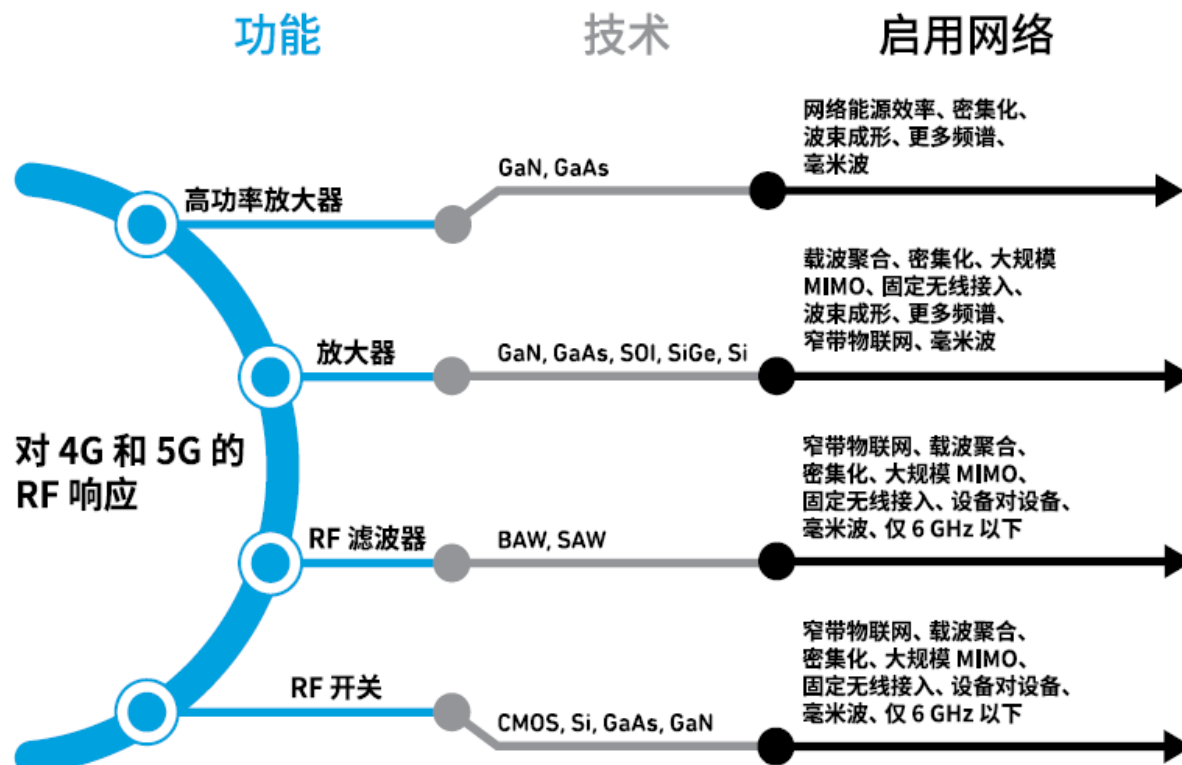 功能
技术
启用网络
高功率放大器
GaN, GaAs
网络能源效率、密集化、
波束成形、更多频谱、
毫米波
放大器
GaN, GaAs, SOI, SiGe, Si
载波聚合、密集化、大规模
MIMO、固定无线接入、
波束成形、更多频谱、
窄带物联网、毫米波
对 4G 和 5G 的
RF 响应
RF 滤波器
BAW, SAW
窄带物联网、载波聚合、
密集化、大规模 MIMO、
固定无线接入、设备对设备、
毫米波、仅 6 GHz 以下
RF 开关
CMOS, Si, GaAs, GaN
窄带物联网、载波聚合、
密集化、大规模 MIMO、
固定无线接入、设备对设备、
毫米波、仅 6 GHz 以下